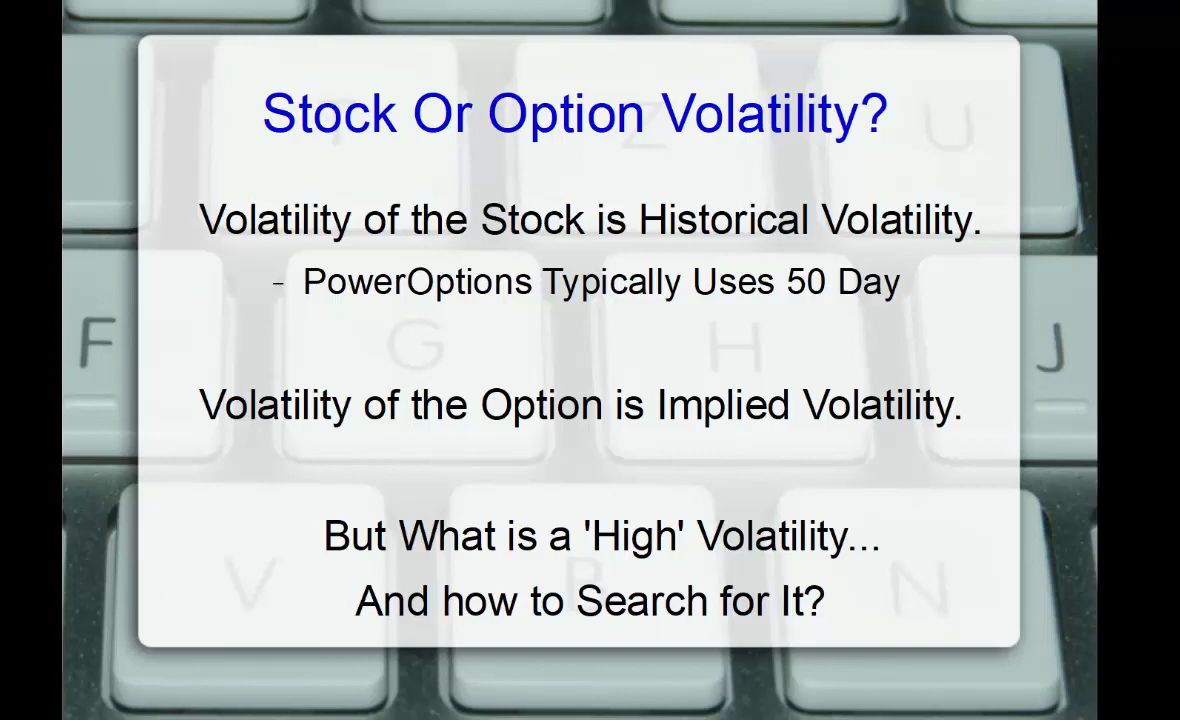 Stock Or Option Volatility?
Volatility of the Stock is Historical Volatility.
- PowerOptions Typically Uses 50 Day
Volatility of the Option is Implied Volatility.
But What is a 'High' Volatility...
And how to Search for It?
T Z U
F G H J
V B N